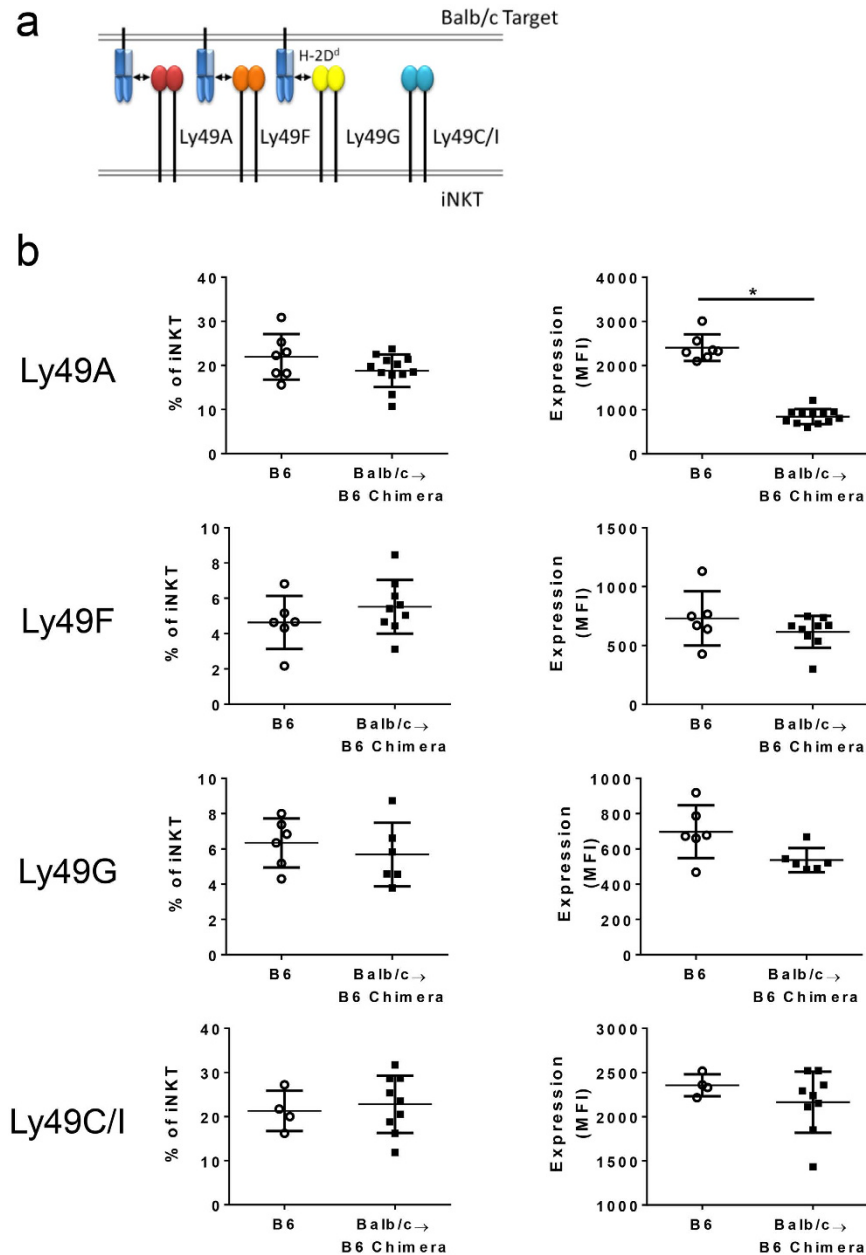 a
Balb/c Target
H-2Dd
Ly49A
Ly49F
Ly49G
Ly49C/I
iNKT
b
Ly49A
% of iNKT
40
30
20
10
0
B6
Balb/c→
B6 Chimera
Expression
(MFI)
4000
3000
2000
1000
0
*
B6
Balb/c→
B6 Chimera
Ly49F
% of iNKT
10
8
6
4
2
0
B6
Balb/c→
B6 Chimera
Expression
(MFI)
1500
1000
500
0
B6
Balb/c→
B6 Chimera
Ly49G
% of iNKT
10
8
6
4
2
0
B6
Balb/c→
B6 Chimera
Expression
(MFI)
1000
800
600
400
200
0
B6
Balb/c→
B6 Chimera
Ly49C/I
% of iNKT
40
30
20
10
0
B6
Balb/c→
B6 Chimera
Expression
(MFI)
3000
2500
2000
1500
1000
B6
Balb/c→
B6 Chimera